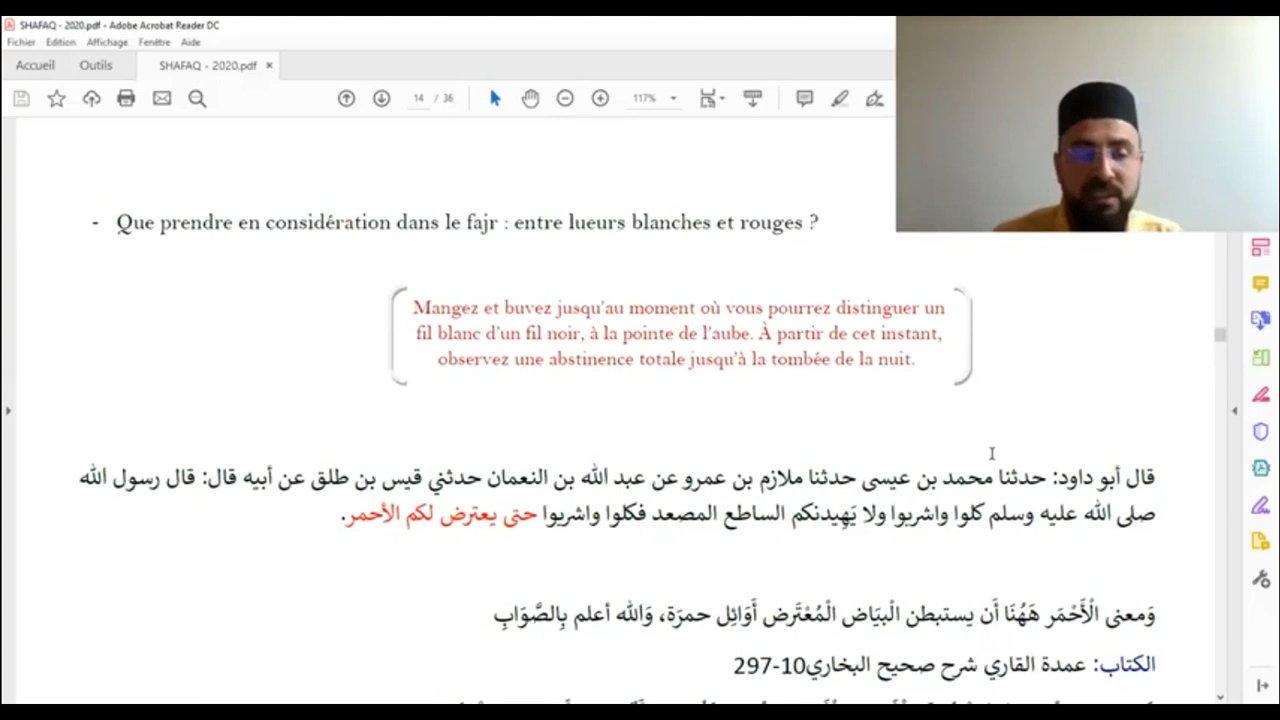 SHAFAQ - 2020.pdf - Adobe Acrobat Reader DC
Fichier Edition Affichage Fenêtre Aide
Accueil Outils SHAFAQ - 2020.pdf ×
14 / 36 117%
- Que prendre en considération dans le fajr : entre lueurs blanches et rouges ?
Mangez et buvez jusqu'au moment où vous pourrez distinguer un
fil blanc d'un fil noir, à la pointe de l'aube. À partir de cet instant,
observez une abstinence totale jusqu'à la tombée de la nuit.
قال أبو داود: حدثنا محمد بن عيسى حدثنا ملازم بن عمرو عن عبد الله بن النعمان حدثني قيس بن طلق عن أبيه قال: قال رسول الله
صلى الله عليه وسلم كلوا واشربوا ولا يَهِيدنكم الساطع المصعد فكلوا واشربوا حتى يعترض لكم الأحمر.
وَمعنى الْأَحْمَر هَهُنَا أَن يستبطن الْبيَاض الْمُعْتَرض أَوَائِل حمرَة، وَالله أعلم بِالصَّوَابِ
الكتاب: عمدة القاري شرح صحيح البخاري10-297